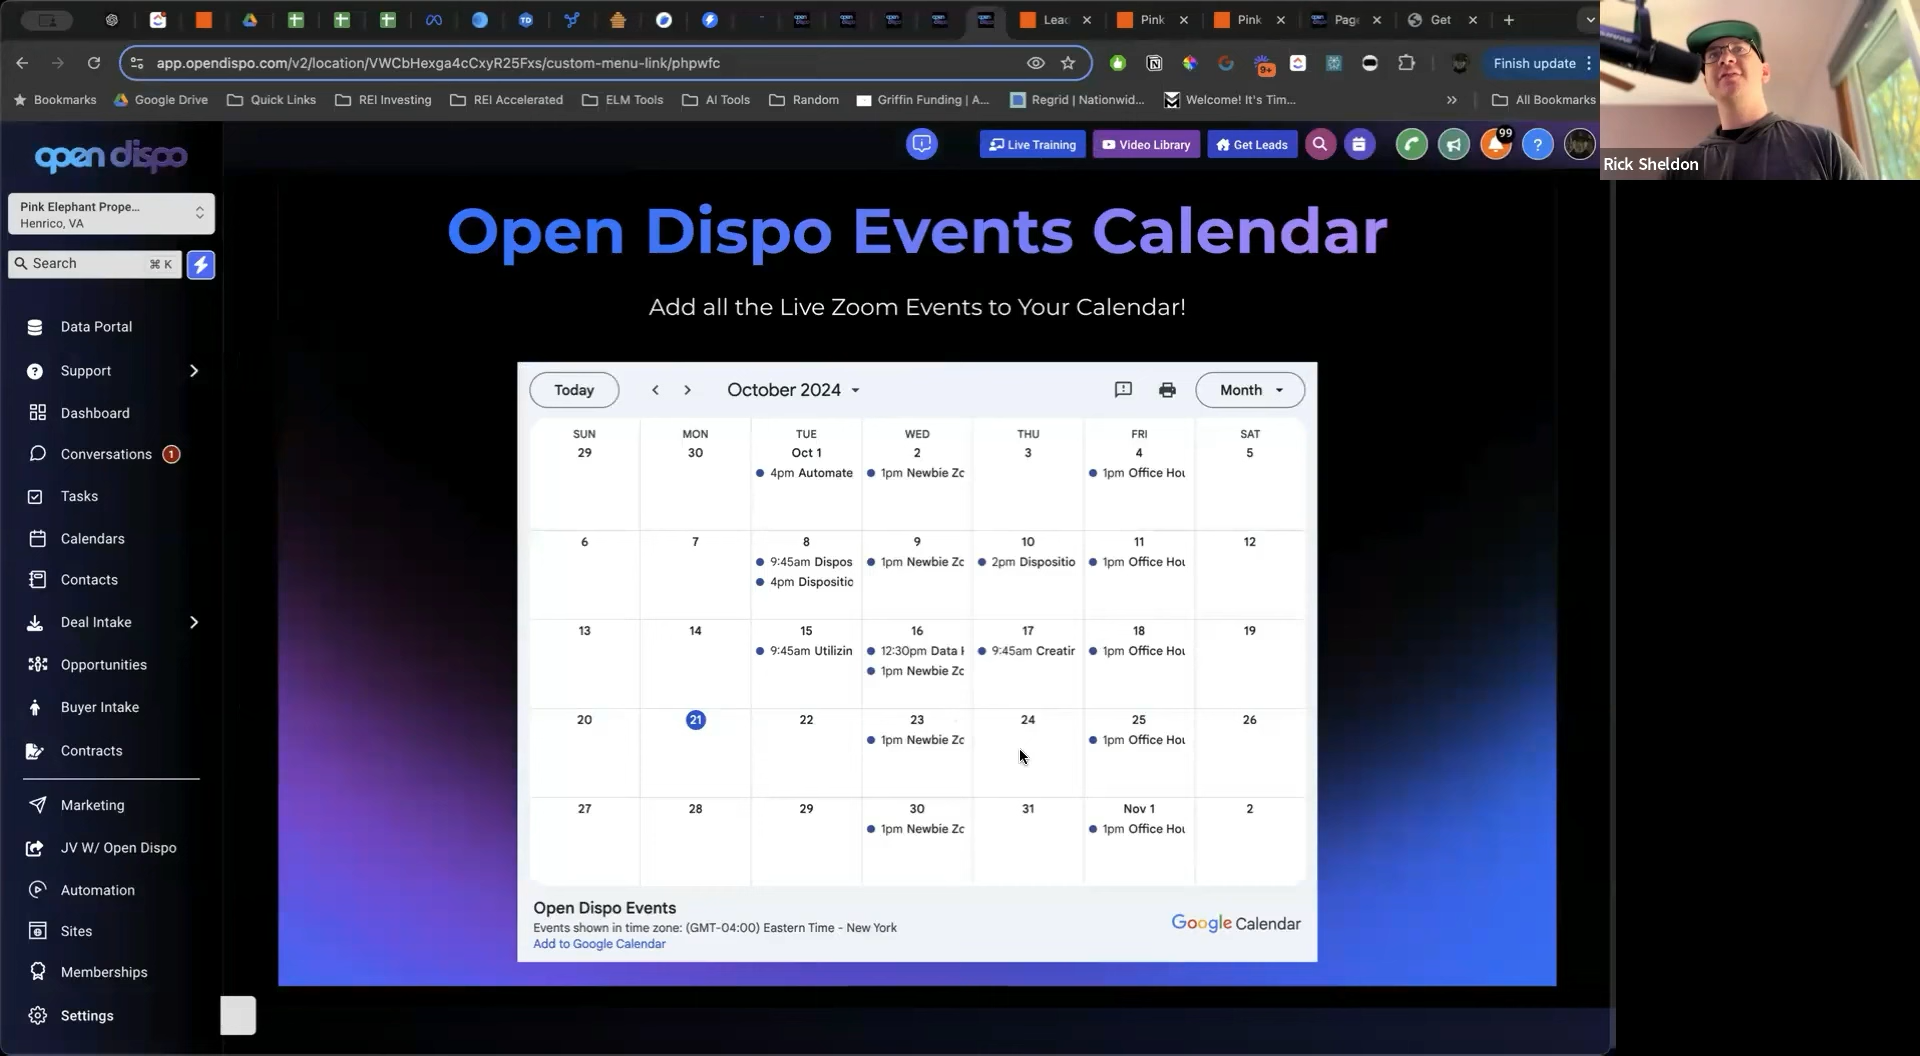 Lead
Pink
Pink
Page
Get
app.opendispo.com/v2/location/VWCbHexga4cCxyR25Fxs/custom-menu-link/phpwfc
9+
Finish update
Bookmarks
Google Drive
Quick Links
REI Investing
REI Accelerated
ELM Tools
AI Tools
Random
Griffin Funding | A...
Regrid | Nationwid...
Welcome! It's Tim...
All Bookmarks
Rick Sheldon
open dispo
Live Training
Video Library
Get Leads
99
Pink Elephant Prope...
Henrico, VA
Search
⌘ K
Data Portal
Support
Dashboard
Conversations 1
Tasks
Calendars
Contacts
Deal Intake
Opportunities
Buyer Intake
Contracts
Marketing
JV W/ Open Dispo
Automation
Sites
Memberships
Settings
Open Dispo Events Calendar
Add all the Live Zoom Events to Your Calendar!
Today
October 2024
Month
SUN MON TUE WED THU FRI SAT
29 30 Oct 1 2 3 4 5
4pm Automate 1pm Newbie Zo 1pm Office Hou
6 7 8 9 10 11 12
9:45am Dispos 1pm Newbie Zo 2pm Dispositio 1pm Office Hou
4pm Dispositio
13 14 15 16 17 18 19
9:45am Utilizin 12:30pm Data 9:45am Creatin 1pm Office Hou
1pm Newbie Zo
20 21 22 23 24 25 26
1pm Newbie Zo 1pm Office Hou
27 28 29 30 31 Nov 1 2
1pm Newbie Zo 1pm Office Hou
Open Dispo Events
Events shown in time zone: (GMT-04:00) Eastern Time - New York
Add to Google Calendar
Google Calendar